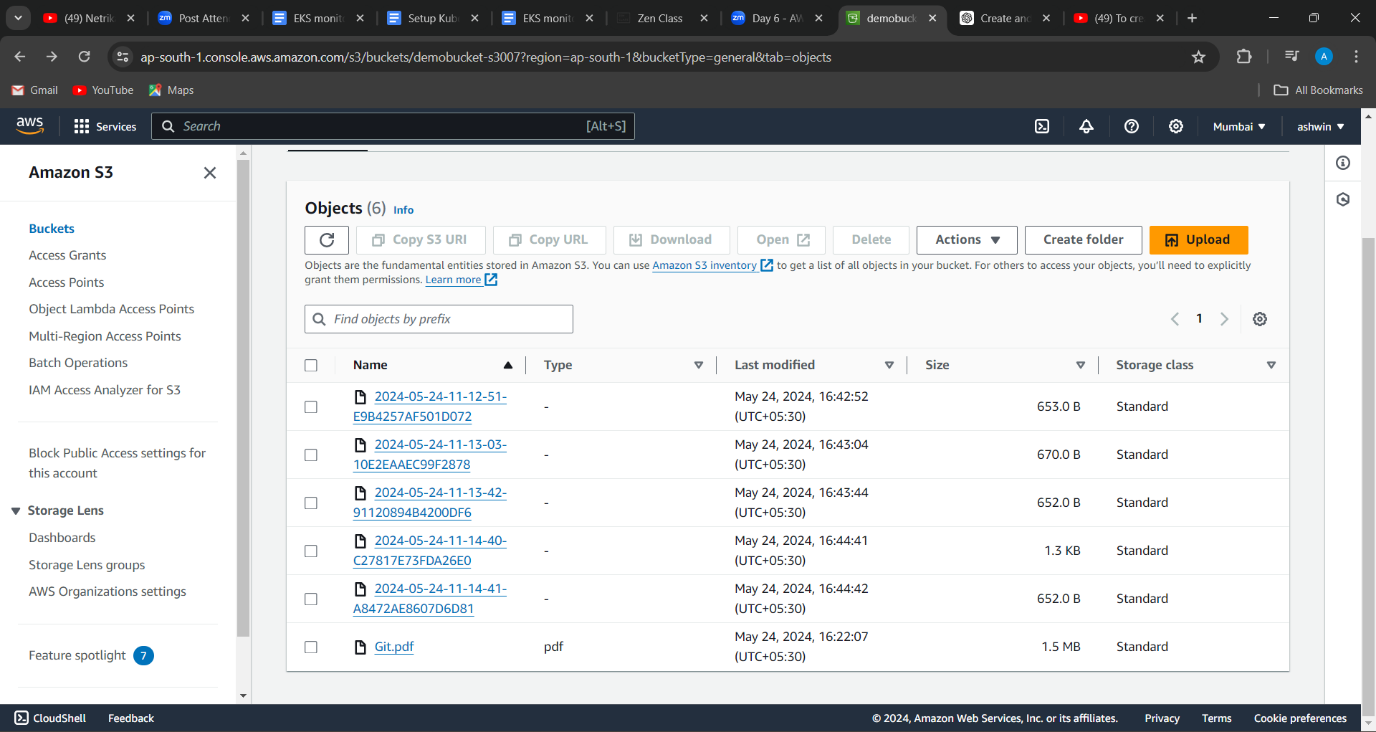 (49) Netrik
Post Atten
EKS monit
Setup Kub
EKS monit
Zen Class
Day 6 - AW
demobuck
Create and
(49) To cre
ap-south-1.console.aws.amazon.com/s3/buckets/demobucket-s3007?region=ap-south-1&bucketType=general&tab=objects
A
Gmail
YouTube
Maps
All Bookmarks
aws
Services
Search
[Alt+S]
Mumbai
ashwin
Amazon S3
Buckets
Access Grants
Access Points
Object Lambda Access Points
Multi-Region Access Points
Batch Operations
IAM Access Analyzer for S3
Block Public Access settings for
this account
Storage Lens
Dashboards
Storage Lens groups
AWS Organizations settings
Feature spotlight 7
Objects (6) Info
Copy S3 URI
Copy URL
Download
Open
Delete
Actions
Create folder
Upload
Objects are the fundamental entities stored in Amazon S3. You can use Amazon S3 inventory to get a list of all objects in your bucket. For others to access your objects, you'll need to explicitly
grant them permissions. Learn more
Find objects by prefix
1
Name
Type
Last modified
Size
Storage class
2024-05-24-11-12-51-
E9B4257AF501D072
-
May 24, 2024, 16:42:52
(UTC+05:30)
653.0 B
Standard
2024-05-24-11-13-03-
10E2EAAEC99F2878
-
May 24, 2024, 16:43:04
(UTC+05:30)
670.0 B
Standard
2024-05-24-11-13-42-
91120894B4200DF6
-
May 24, 2024, 16:43:44
(UTC+05:30)
652.0 B
Standard
2024-05-24-11-14-40-
C27817E73FDA26E0
-
May 24, 2024, 16:44:41
(UTC+05:30)
1.3 KB
Standard
2024-05-24-11-14-41-
A8472AE8607D6D81
-
May 24, 2024, 16:44:42
(UTC+05:30)
652.0 B
Standard
Git.pdf
pdf
May 24, 2024, 16:22:07
(UTC+05:30)
1.5 MB
Standard
CloudShell
Feedback
© 2024, Amazon Web Services, Inc. or its affiliates.
Privacy
Terms
Cookie preferences